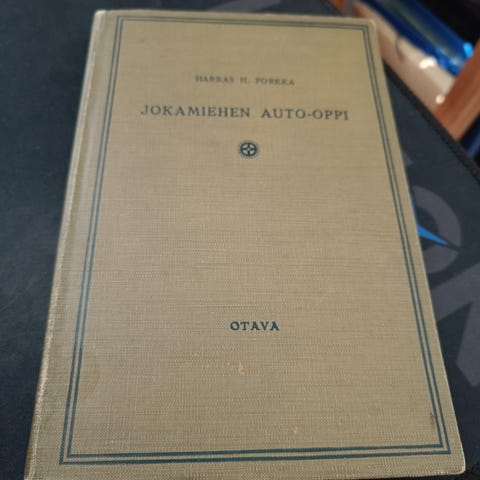 HARRAS H. PORKKA
JOKAMIEHEN AUTO-OPPI
OTAVA